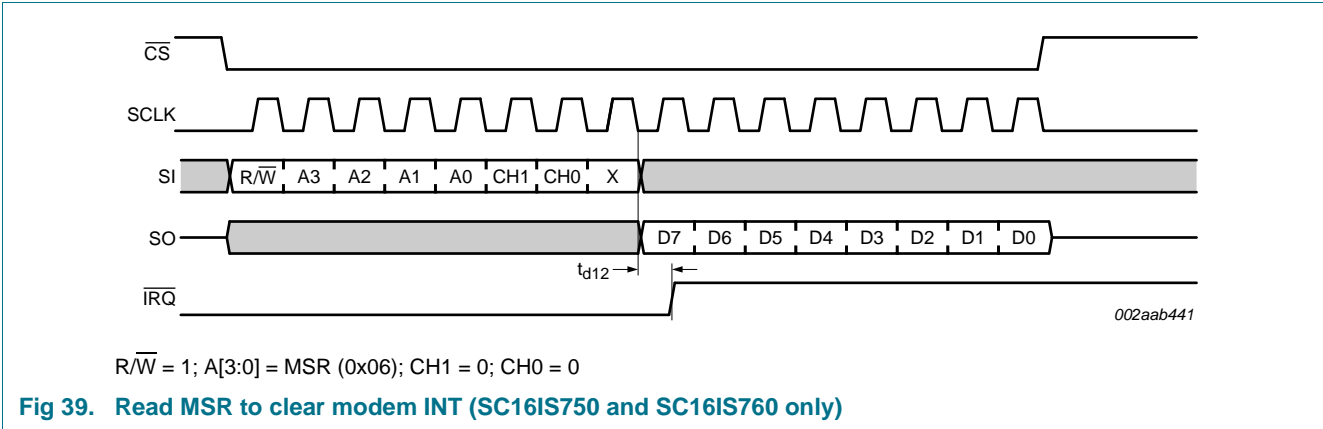 C̅S̅
SCLK
SI R/W̅ A3 A2 A1 A0 CH1 CH0 X
SO D7 D6 D5 D4 D3 D2 D1 D0
td12
I̅R̅Q̅
002aab441
R/W̅ = 1; A[3:0] = MSR (0x06); CH1 = 0; CH0 = 0
Fig 39. Read MSR to clear modem INT (SC16IS750 and SC16IS760 only)